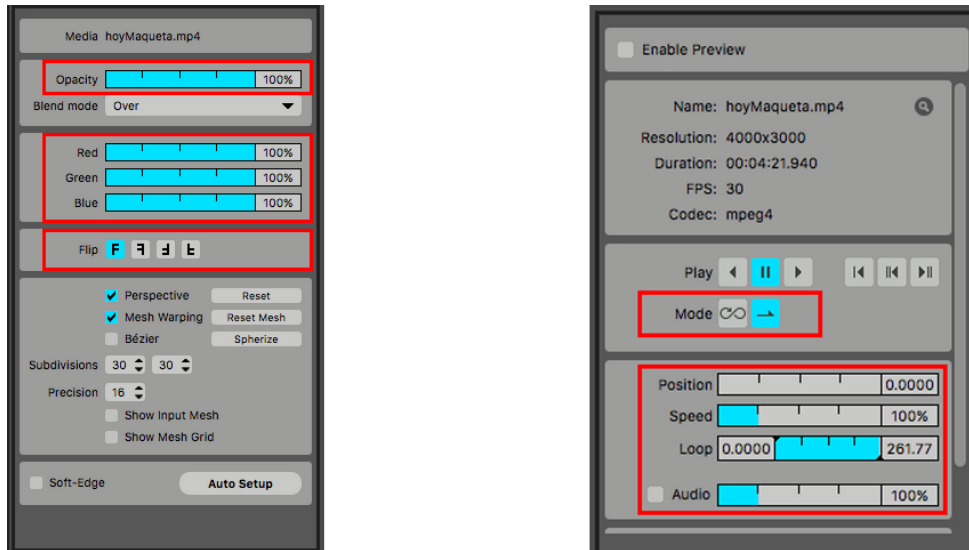 Media hoyMaqueta.mp4
Opacity 100%
Blend mode Over
Red 100%
Green 100%
Blue 100%
Flip F F F F
Perspective Reset
Mesh Warping Reset Mesh
Bézier Spherize
Subdivisions 30 30
Precision 16
Show Input Mesh
Show Mesh Grid
Soft-Edge Auto Setup
Enable Preview
Name: hoyMaqueta.mp4
Resolution: 4000x3000
Duration: 00:04:21.940
FPS: 30
Codec: mpeg4
Play
Mode
Position 0.0000
Speed 100%
Loop 0.0000 261.77
Audio 100%